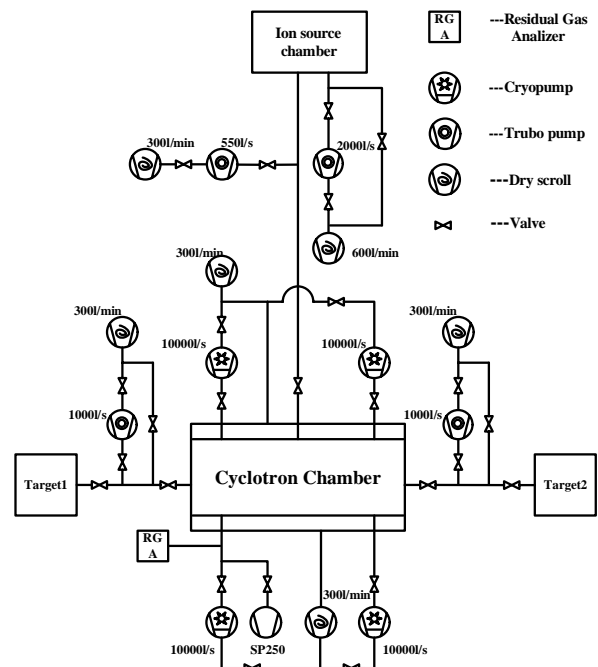 Ion source
chamber
RG
A
---Residual Gas
Analizer
---Cryopump
---Trubo pump
---Dry scroll
---Valve
300l/min
550l/s
2000l/s
600l/min
300l/min
10000l/s
10000l/s
300l/min
1000l/s
300l/min
1000l/s
Target1
Cyclotron Chamber
Target2
RG
A
300l/min
10000l/s
SP250
10000l/s